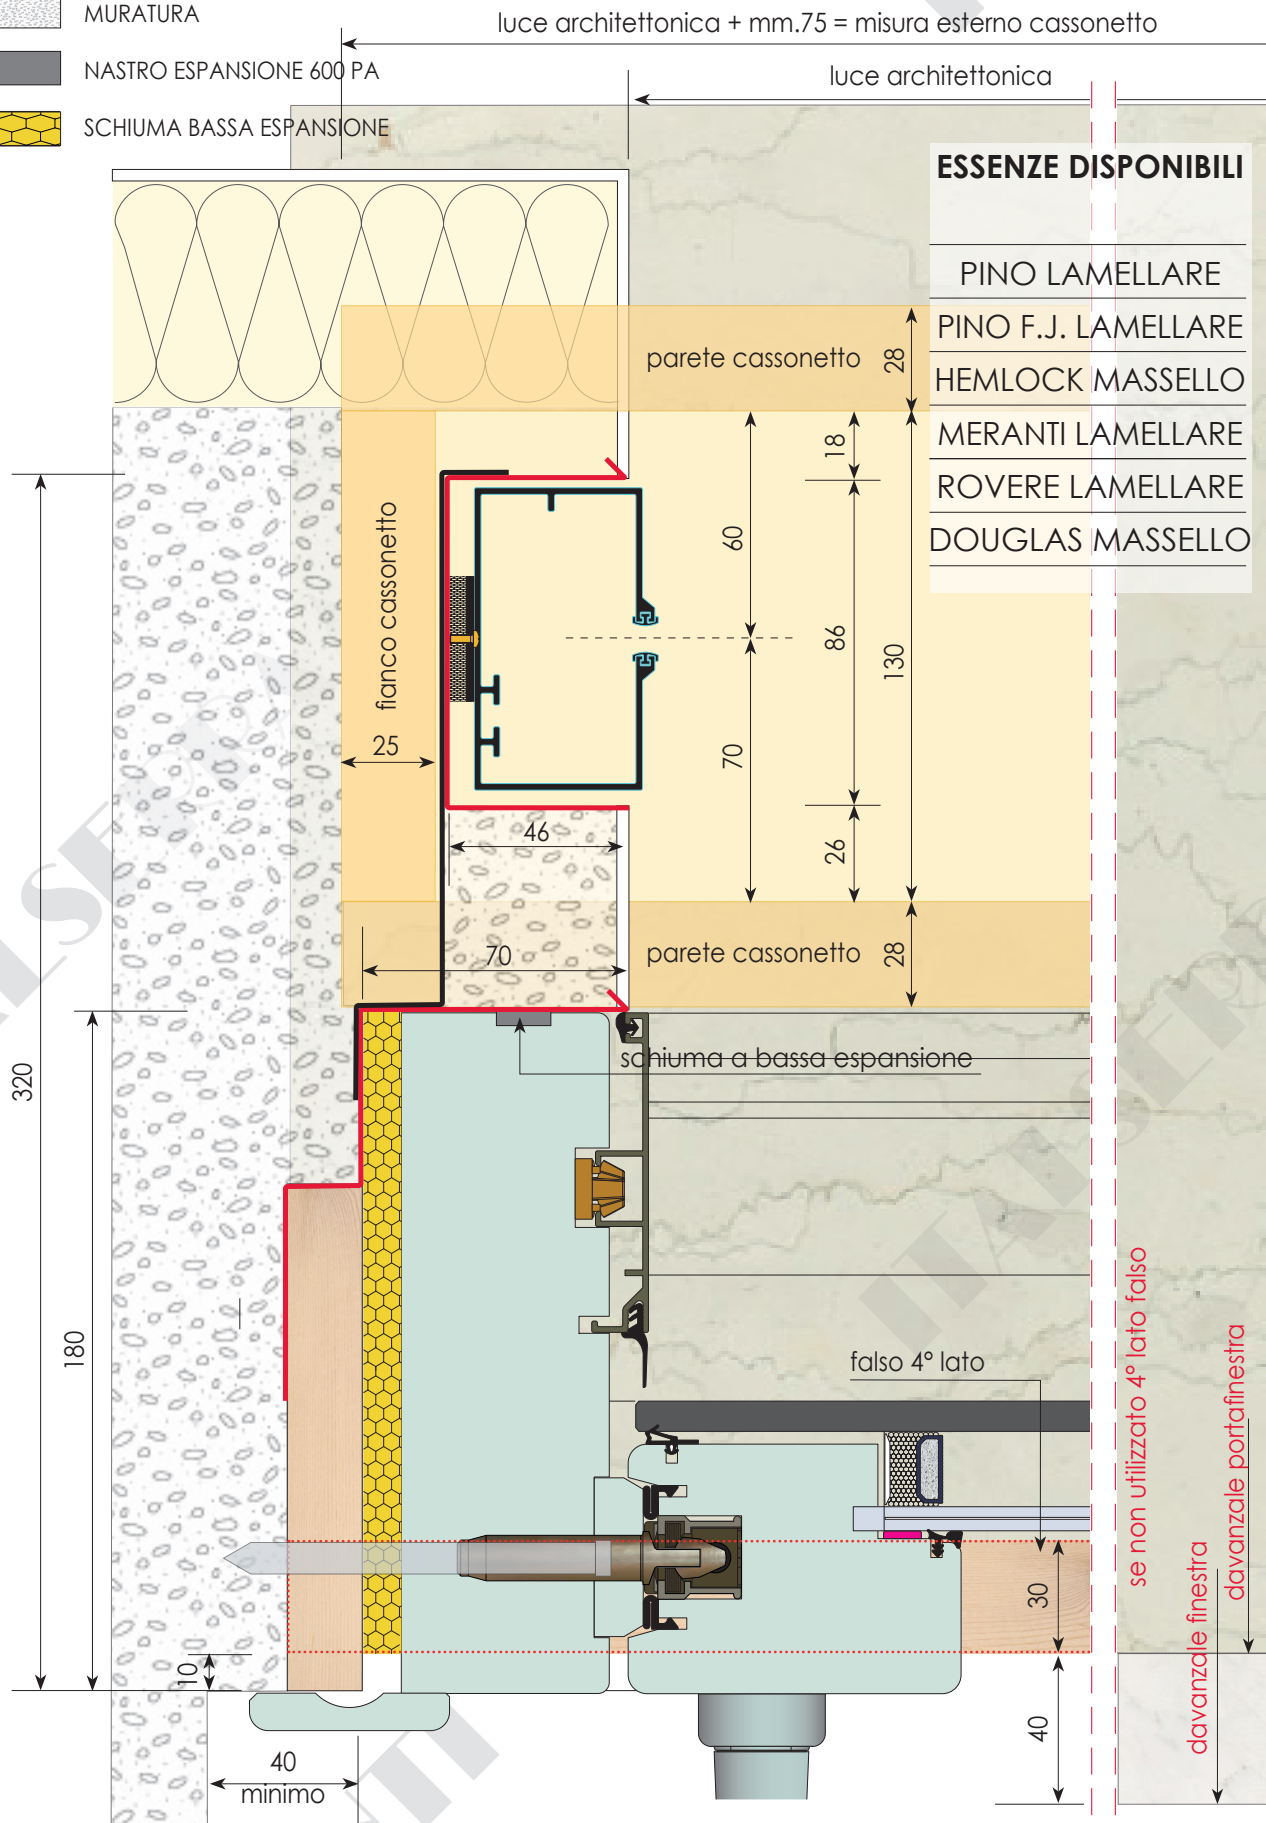 MURATURA
luce architettonica + mm.75 = misura esterno cassonetto
NASTRO ESPANSIONE 600 PA
luce architettonica
SCHIUMA BASSA ESPANSIONE
ESSENZE DISPONIBILI
PINO LAMELLARE
PINO F.J. LAMELLARE
HEMLOCK MASSELLO
MERANTI LAMELLARE
ROVERE LAMELLARE
DOUGLAS MASSELLO
parete cassonetto
28
18
60
86
130
fianco cassonetto
25
70
46
26
70
parete cassonetto
28
schiuma a bassa espansione
320
180
falso 4° lato
se non utilizzato 4° lato falso
davanzale portafinestra
davanzale finestra
30
10
40
40
minimo